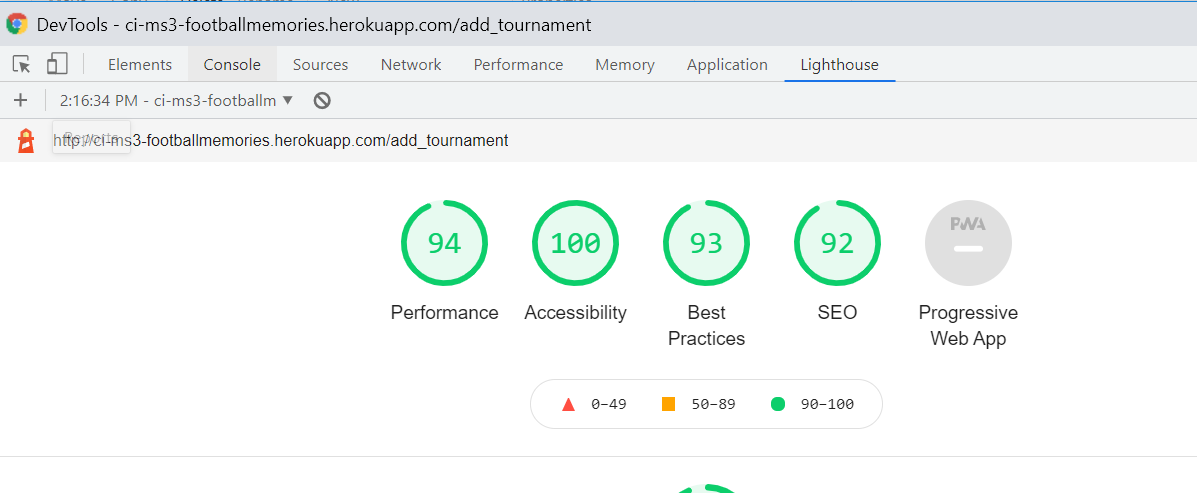 DevTools - ci-ms3-footballmemories.herokuapp.com/add_tournament
Elements Console Sources Network Performance Memory Application Lighthouse
+ 2:16:34 PM - ci-ms3-footballm
Reports
http://ci-ms3-footballmemories.herokuapp.com/add_tournament
94 100 93 92 PWA
Performance Accessibility Best Practices SEO Progressive Web App
0–49 50–89 90–100